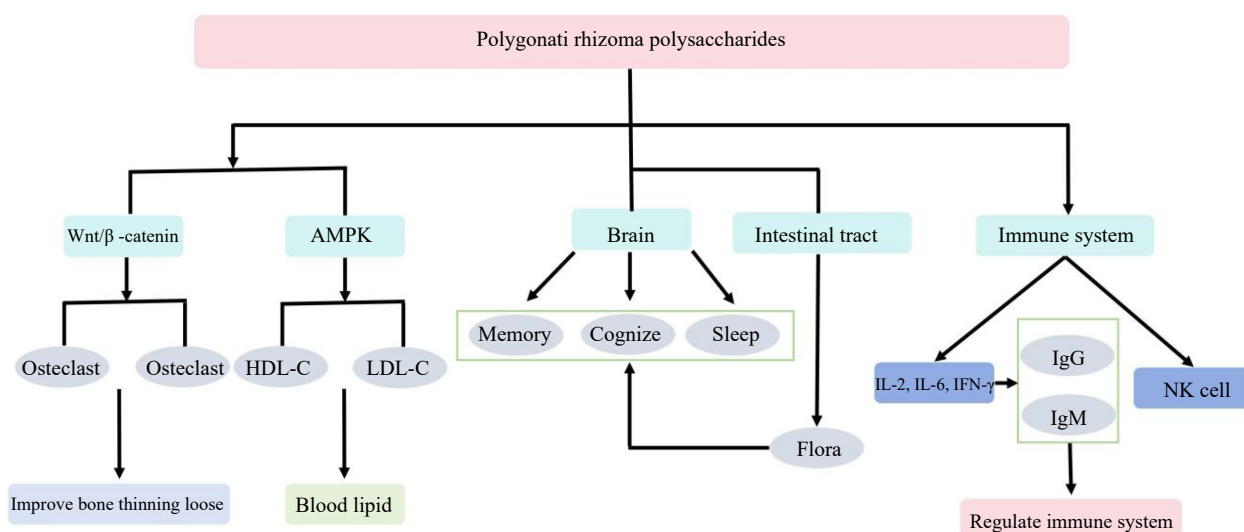 Polygonati rhizoma polysaccharides
Wnt/β -catenin
AMPK
Brain
Intestinal tract
Immune system
Memory
Cognize
Sleep
Osteclast
Osteclast
HDL-C
LDL-C
IL-2, IL-6, IFN-γ
IgG
IgM
NK cell
Flora
Improve bone thinning loose
Blood lipid
Regulate immune system